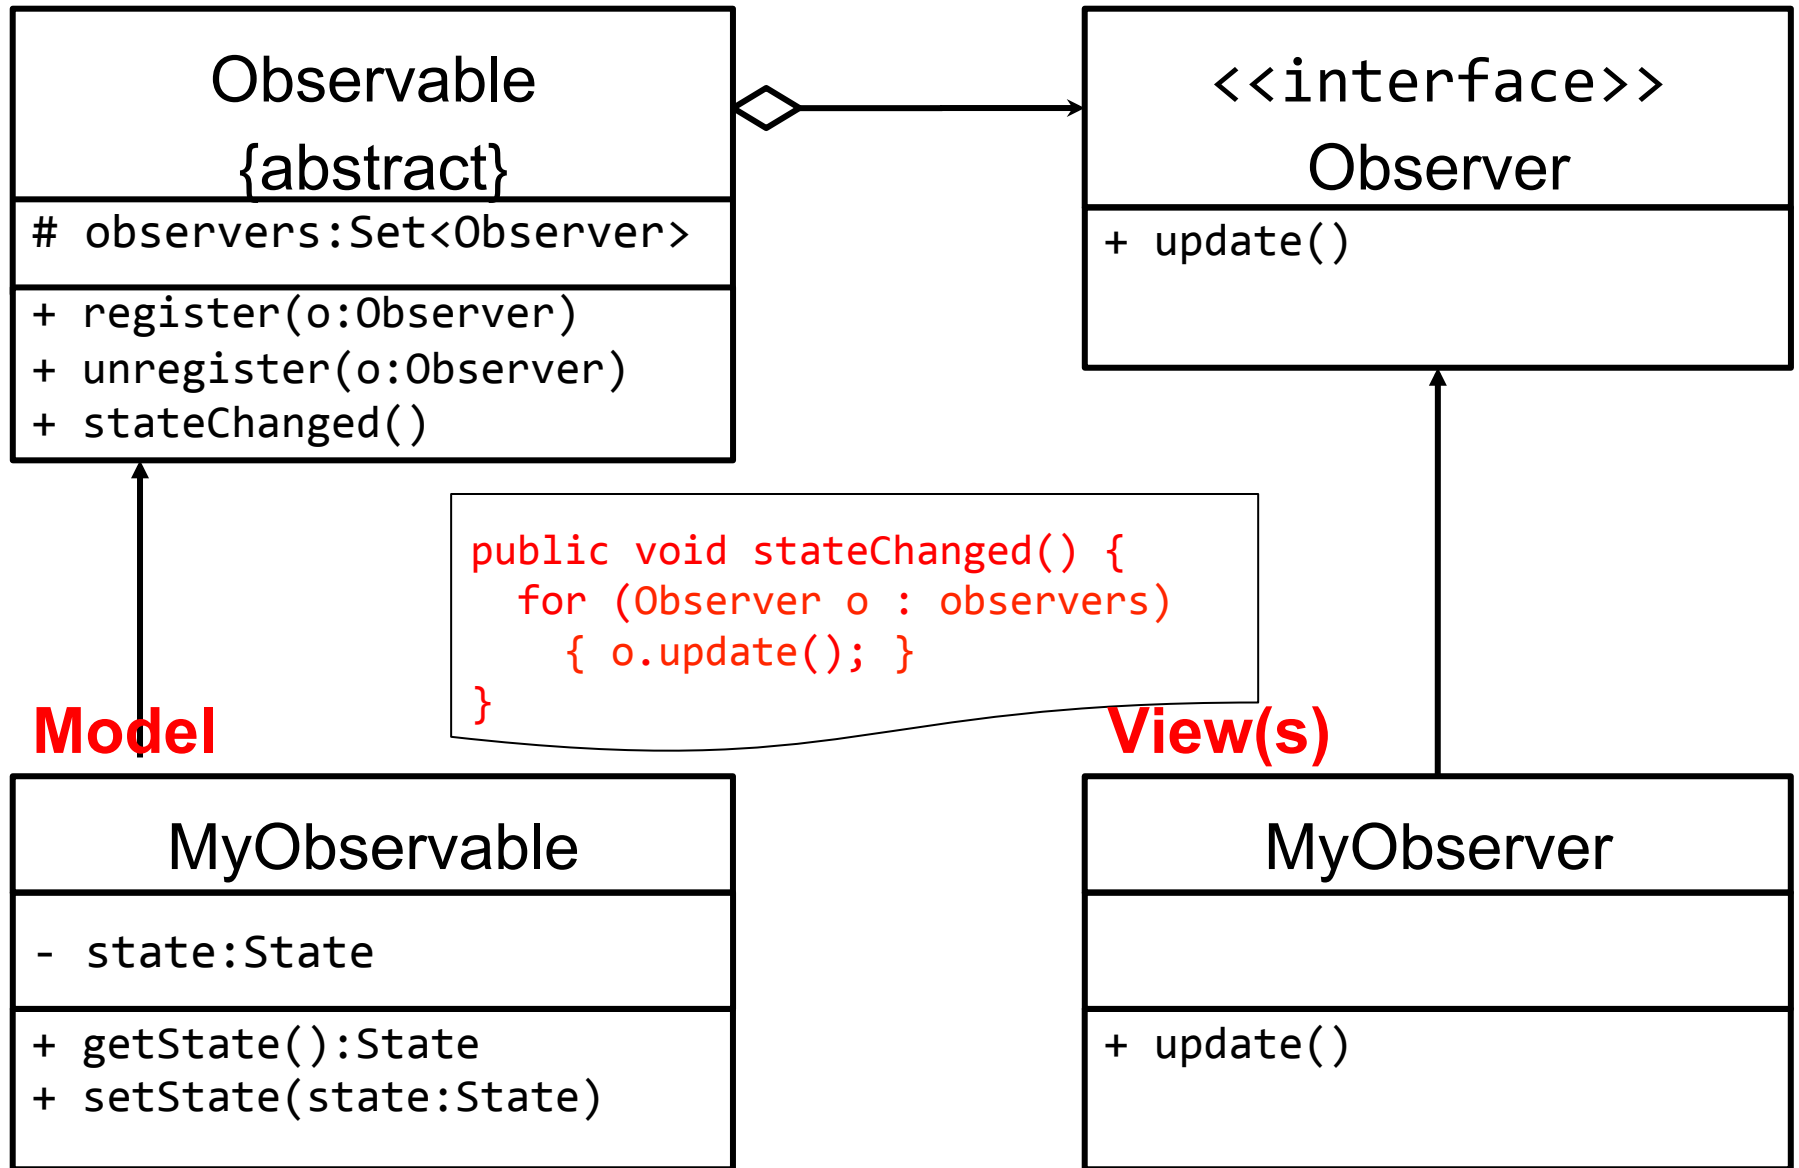 Observable
{abstract}
# observers:Set<Observer>
+ register(o:Observer)
+ unregister(o:Observer)
+ stateChanged()
<<interface>>
Observer
+ update()
public void stateChanged() {
for (Observer o : observers)
{ o.update(); }
}
Model
View(s)
MyObservable
- state:State
+ getState():State
+ setState(state:State)
MyObserver
+ update()